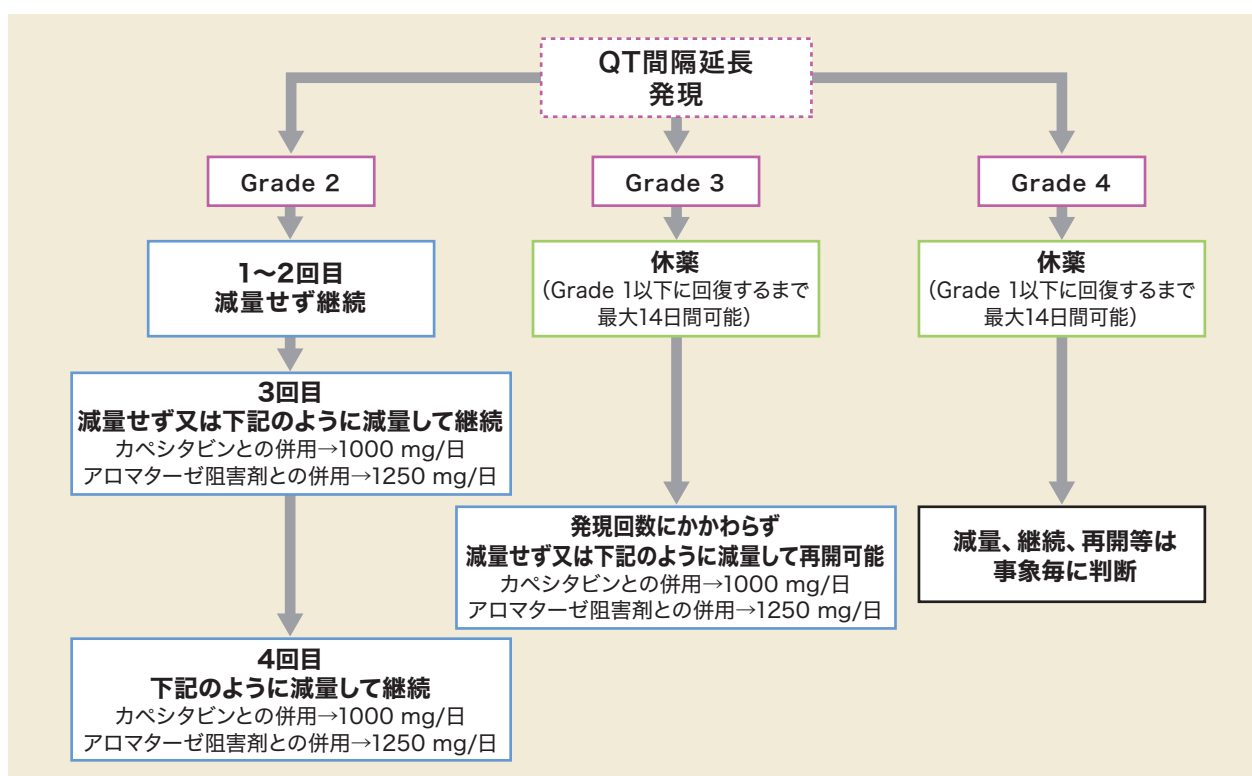 QT間隔延長
発現
Grade 2
Grade 3
Grade 4
1〜2回目
減量せず継続
休薬
（Grade 1以下に回復するまで
最大14日間可能）
休薬
（Grade 1以下に回復するまで
最大14日間可能）
3回目
減量せず又は下記のように減量して継続
カペシタビンとの併用→1000 mg/日
アロマターゼ阻害剤との併用→1250 mg/日
発現回数にかかわらず
減量せず又は下記のように減量して再開可能
カペシタビンとの併用→1000 mg/日
アロマターゼ阻害剤との併用→1250 mg/日
減量、継続、再開等は
事象毎に判断
4回目
下記のように減量して継続
カペシタビンとの併用→1000 mg/日
アロマターゼ阻害剤との併用→1250 mg/日